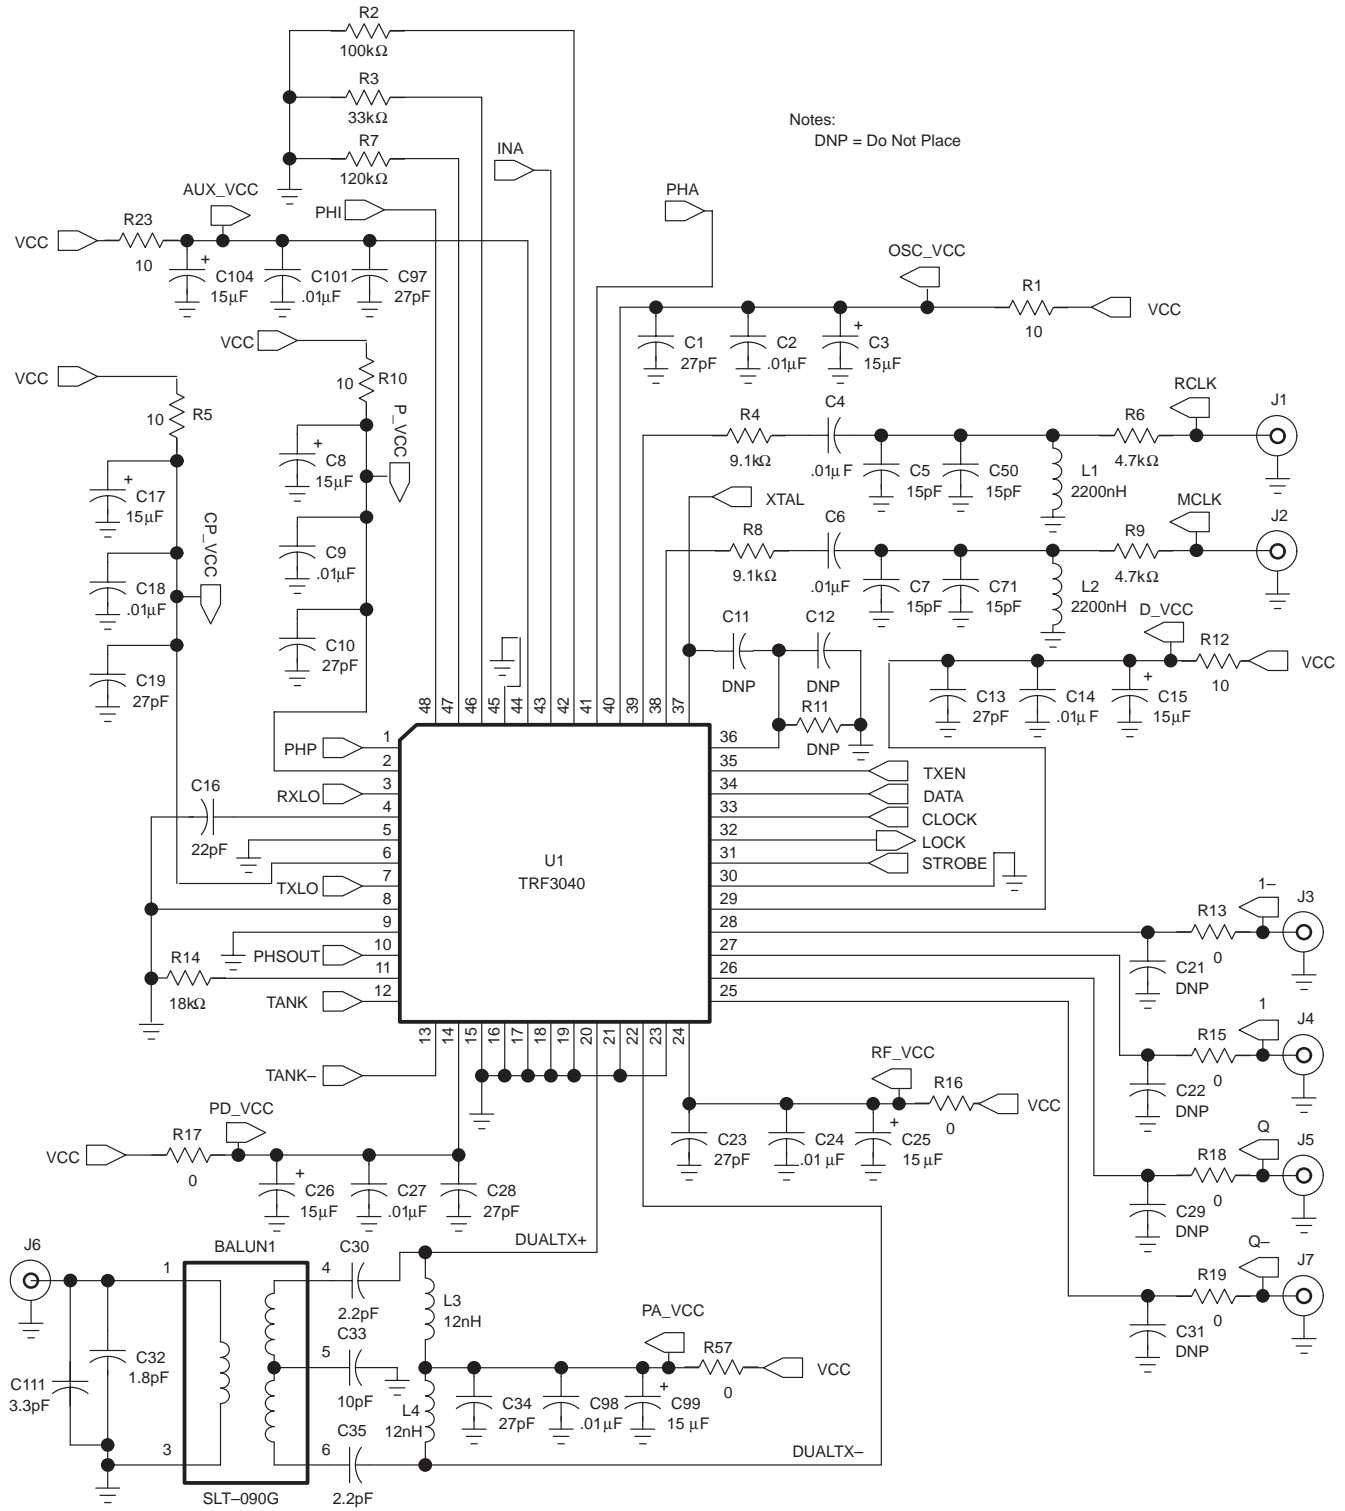 R2
100kΩ
R3
33kΩ
R7
120kΩ
Notes:
DNP = Do Not Place
INA
AUX_VCC
PHI
PHA
VCC
R23
10
+
C104
15μF
C101
.01μF
C97
27pF
OSC_VCC
R1
10
VCC
C1
27pF
C2
.01μF
+
C3
15μF
VCC
R10
10
VCC
R5
10
P_VCC
+
C8
15μF
C9
.01μF
C10
27pF
+
C17
15μF
CP_VCC
C18
.01μF
C19
27pF
R4
9.1kΩ
C4
.01μF
C5
15pF
C50
15pF
L1
2200nH
R6
4.7kΩ
RCLK
J1
XTAL
R8
9.1kΩ
C6
.01μF
C7
15pF
C71
15pF
L2
2200nH
R9
4.7kΩ
MCLK
J2
C11
DNP
C12
DNP
R11
DNP
D_VCC
R12
10
VCC
C13
27pF
C14
.01μF
+
C15
15μF
48 47 46 45 44 43 42 41 40 39 38 37
PHP 1
2
RXLO 3
C16
22pF
4
5
6
TXLO 7
8
9
PHSOUT 10
R14
18kΩ
11
TANK 12
U1
TRF3040
36
35 TXEN
34 DATA
33 CLOCK
32 LOCK
31 STROBE
30
29
28
27
26
25
13 14 15 16 17 18 19 20 21 22 23 24
1–
R13
0
J3
C21
DNP
1
R15
0
J4
C22
DNP
Q
R18
0
J5
C29
DNP
Q–
R19
0
J7
C31
DNP
TANK–
RF_VCC
R16
0
VCC
C23
27pF
C24
.01 μF
+
C25
15 μF
PD_VCC
R17
0
VCC
+
C26
15μF
C27
.01μF
C28
27pF
J6
BALUN1
1
3
4
5
6
SLT–090G
C32
1.8pF
C111
3.3pF
C30
2.2pF
C33
10pF
C35
2.2pF
DUALTX+
L3
12nH
L4
12nH
PA_VCC
R57
0
VCC
C34
27pF
C98
.01μF
+
C99
15 μF
DUALTX–